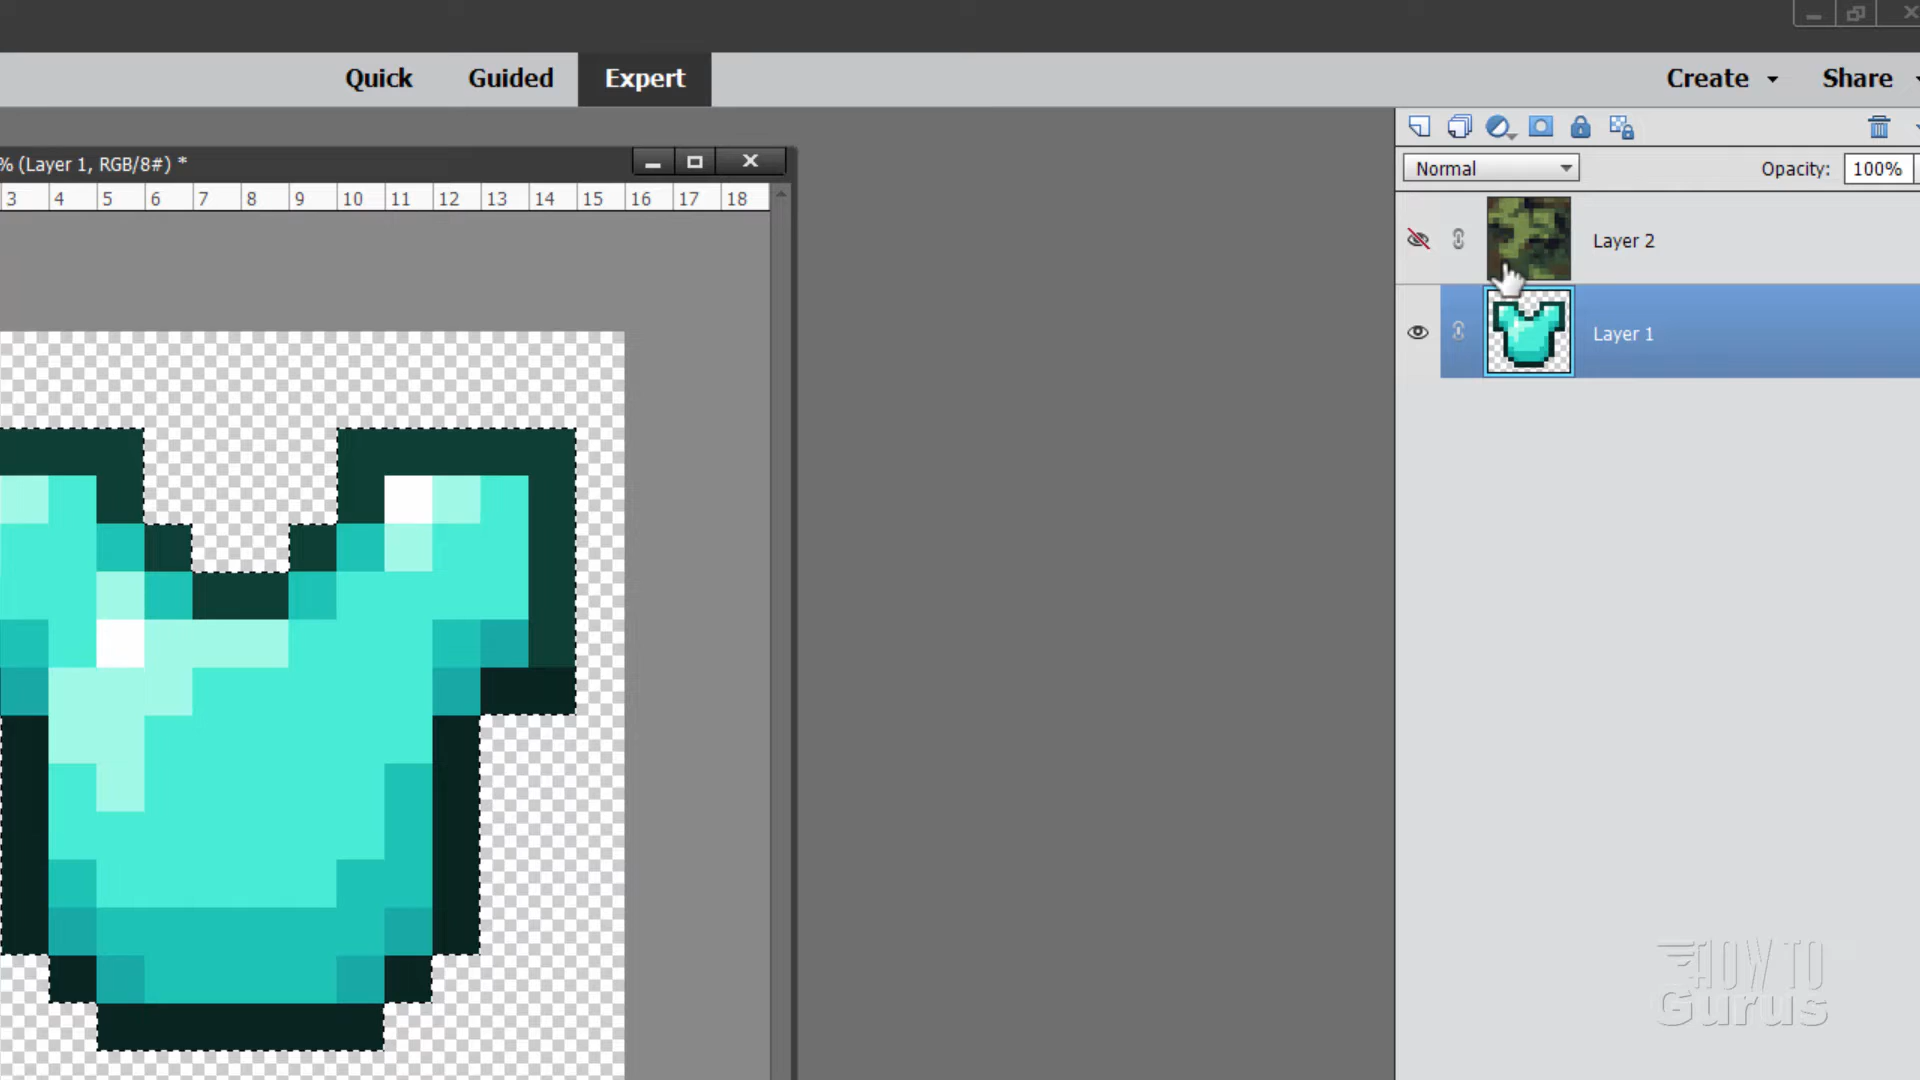 Quick Guided Expert Create Share
% (Layer 1, RGB/8#) *
3 4 5 6 7 8 9 10 11 12 13 14 15 16 17 18
Normal Opacity: 100%
Layer 2
Layer 1
HOW TO
Gurus